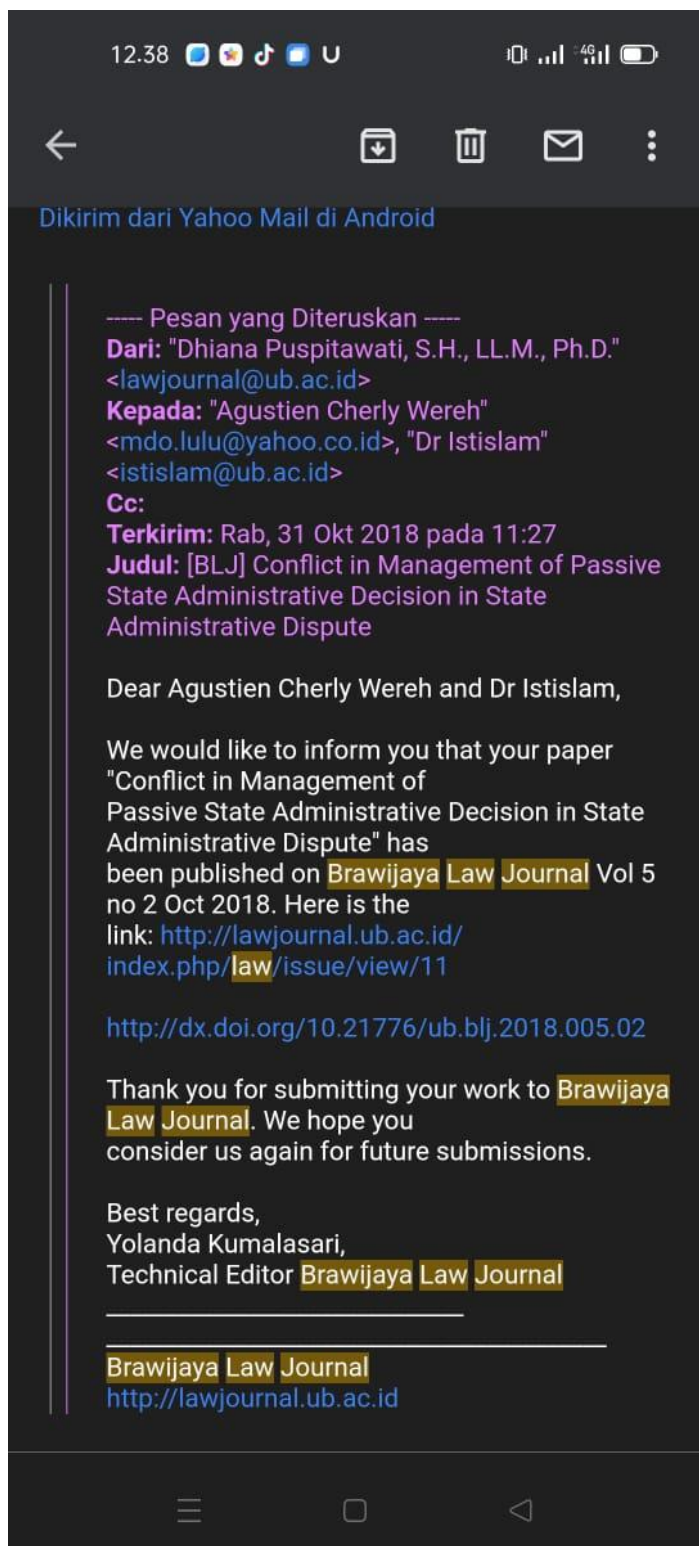 12.38
4G
Dikirim dari Yahoo Mail di Android
----- Pesan yang Diteruskan -----
Dari: "Dhiana Puspitawati, S.H., LL.M., Ph.D."
<lawjournal@ub.ac.id>
Kepada: "Agustien Cherly Wereh"
<mdo.lulu@yahoo.co.id>, "Dr Istislam"
<istislam@ub.ac.id>
Cc:
Terkirim: Rab, 31 Okt 2018 pada 11:27
Judul: [BLJ] Conflict in Management of Passive
State Administrative Decision in State
Administrative Dispute
Dear Agustien Cherly Wereh and Dr Istislam,
We would like to inform you that your paper
"Conflict in Management of
Passive State Administrative Decision in State
Administrative Dispute" has
been published on Brawijaya Law Journal Vol 5
no 2 Oct 2018. Here is the
link: http://lawjournal.ub.ac.id/
index.php/law/issue/view/11
http://dx.doi.org/10.21776/ub.blj.2018.005.02
Thank you for submitting your work to Brawijaya
Law Journal. We hope you
consider us again for future submissions.
Best regards,
Yolanda Kumalasari,
Technical Editor Brawijaya Law Journal
Brawijaya Law Journal
http://lawjournal.ub.ac.id